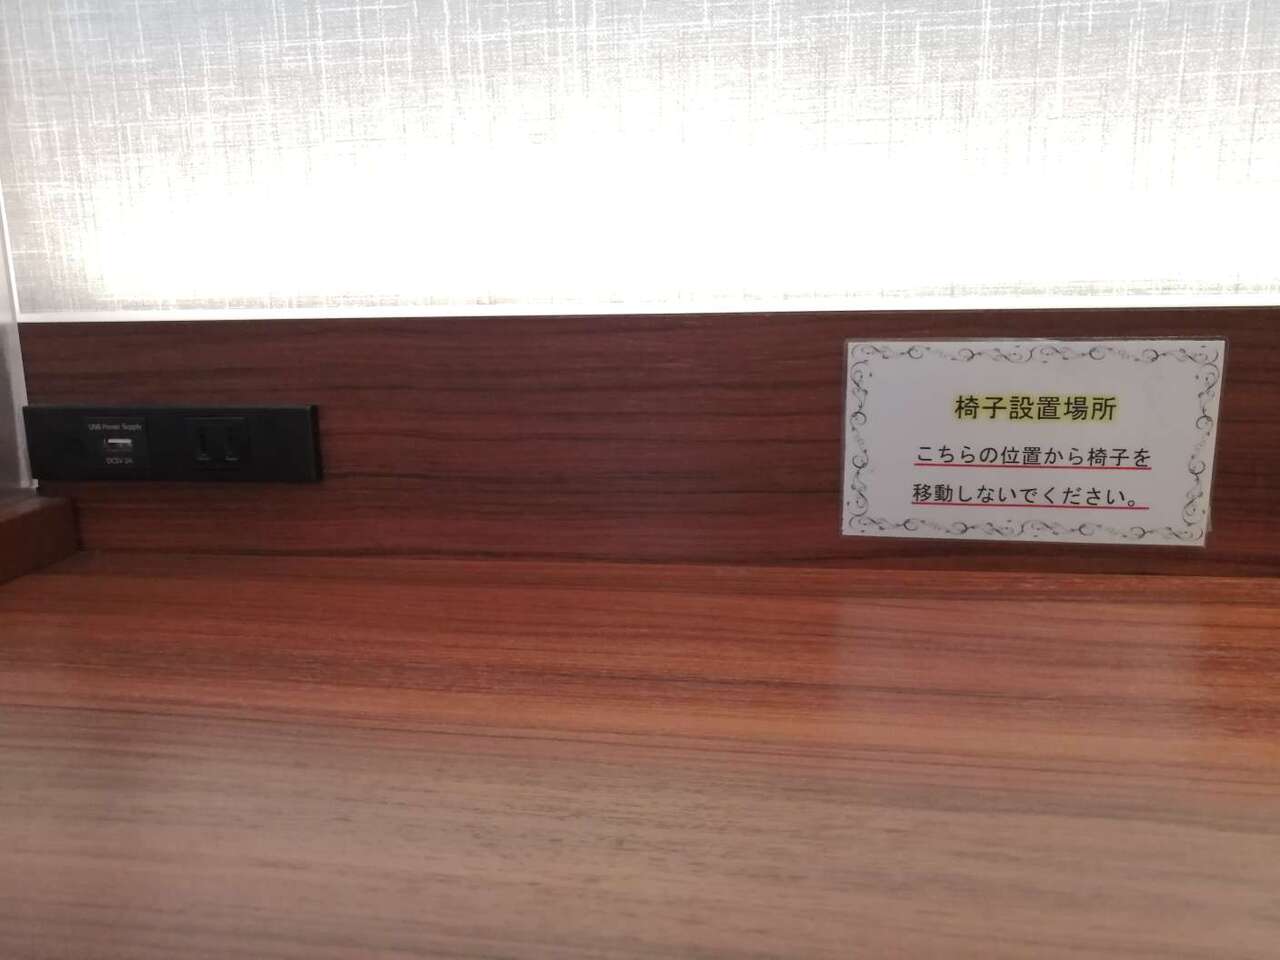 USB Power Supply
DC5V 2A
椅子設置場所
こちらの位置から椅子を
移動しないでください。